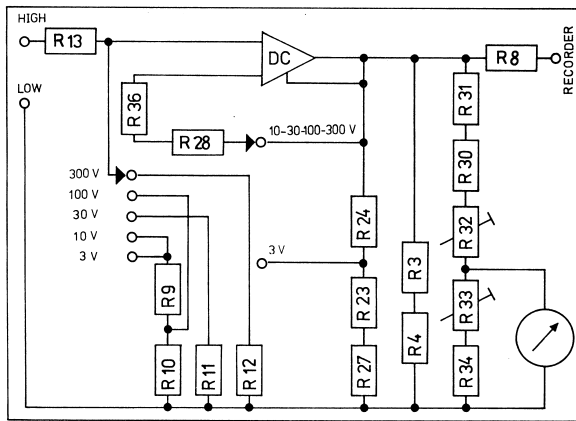 HIGH
R13
DC
R8
RECORDER
LOW
R36
R28
10-30-100-300 V
R31
R30
300 V
100 V
30 V
10 V
3 V
R24
R32
3 V
R3
R9
R23
R33
R10
R11
R12
R27
R4
R34